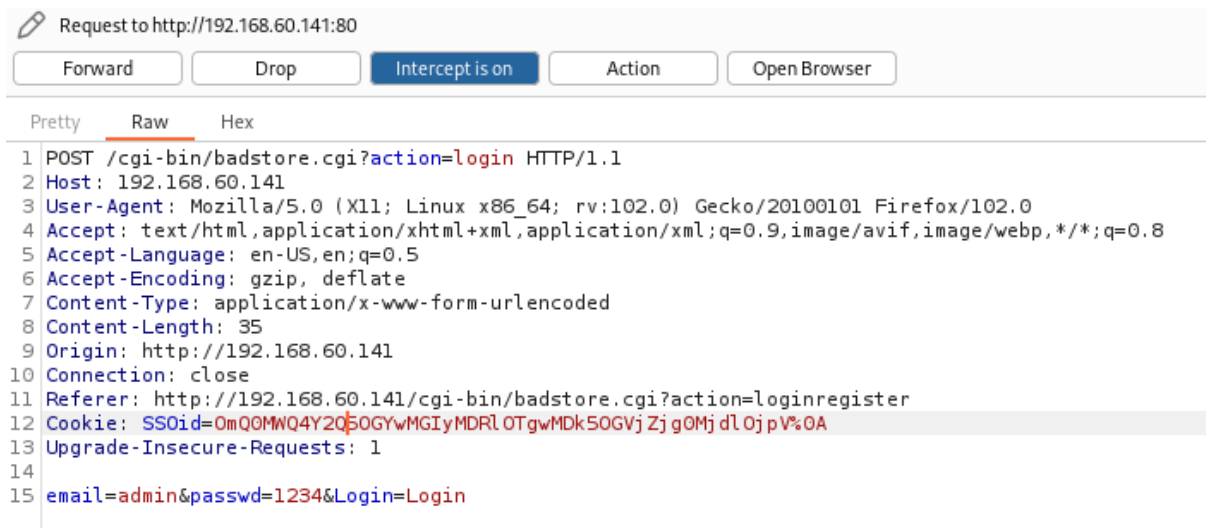 Request to http://192.168.60.141:80
Forward Drop Intercept is on Action Open Browser
Pretty Raw Hex
1 POST /cgi-bin/badstore.cgi?action=login HTTP/1.1
2 Host: 192.168.60.141
3 User-Agent: Mozilla/5.0 (X11; Linux x86_64; rv:102.0) Gecko/20100101 Firefox/102.0
4 Accept: text/html,application/xhtml+xml,application/xml;q=0.9,image/avif,image/webp,*/*;q=0.8
5 Accept-Language: en-US,en;q=0.5
6 Accept-Encoding: gzip, deflate
7 Content-Type: application/x-www-form-urlencoded
8 Content-Length: 35
9 Origin: http://192.168.60.141
10 Connection: close
11 Referer: http://192.168.60.141/cgi-bin/badstore.cgi?action=loginregister
12 Cookie: SSOid=OmQ0MWQ4Y2Q5OGYwMGIyMDRlOTgwMDk5OGVjZjg0MjdlOjpV%0A
13 Upgrade-Insecure-Requests: 1
14
15 email=admin&passwd=1234&Login=Login